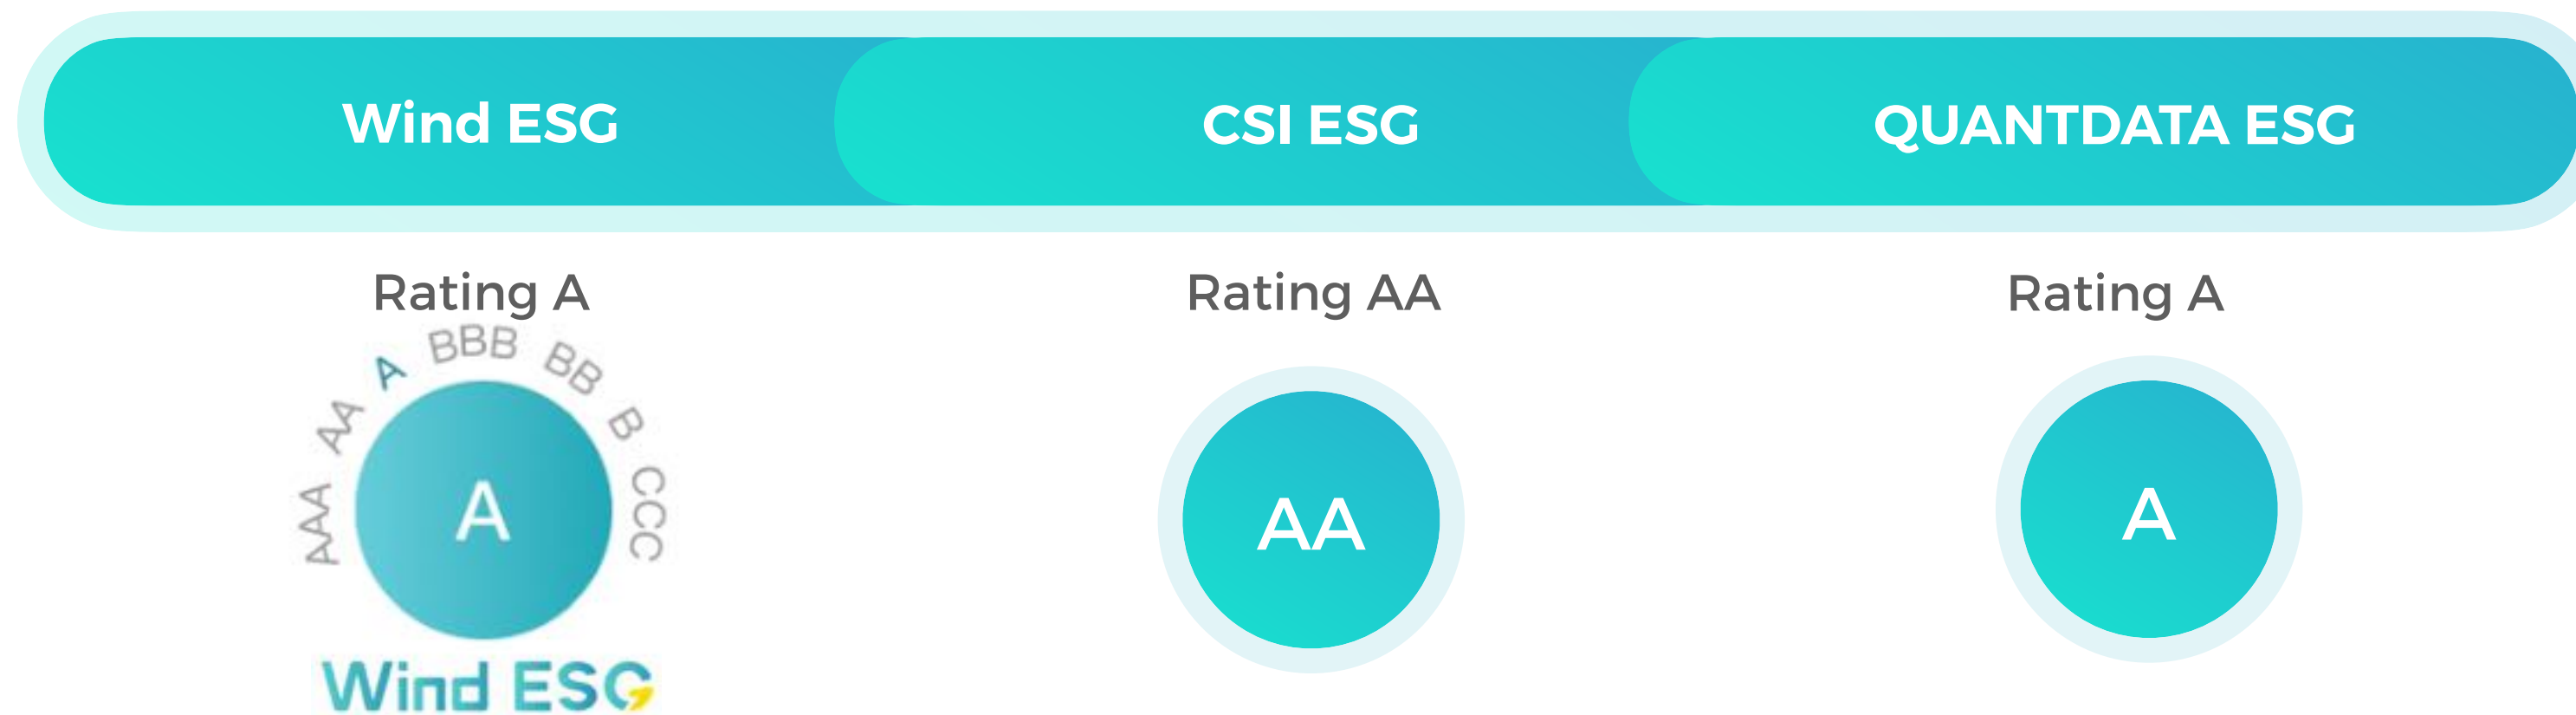 Wind ESG
CSI ESG
QUANTDATA ESG
Rating A
Rating AA
Rating A
AAA AA A BBB BB B CCC
A
Wind ESG
AA
A